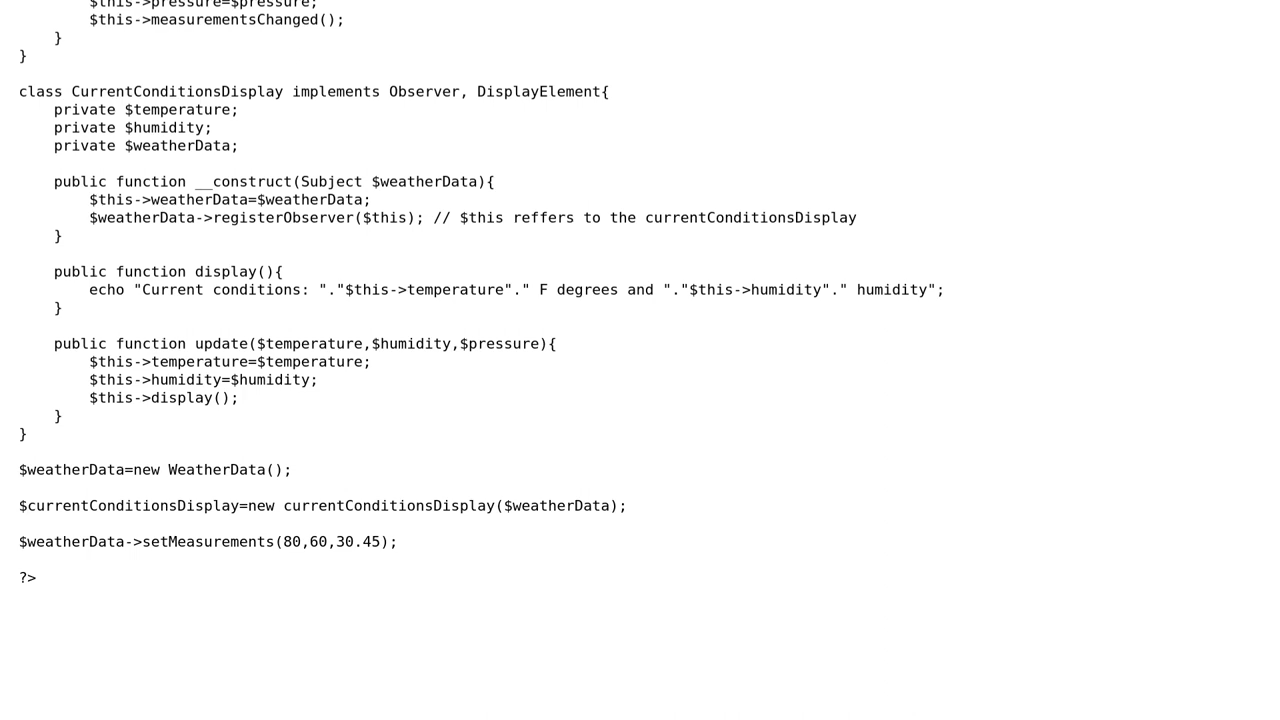 $this->pressure=$pressure;
$this->measurementsChanged();
}
}
class CurrentConditionsDisplay implements Observer, DisplayElement{
private $temperature;
private $humidity;
private $weatherData;
public function __construct(Subject $weatherData){
$this->weatherData=$weatherData;
$weatherData->registerObserver($this); // $this reffers to the currentConditionsDisplay
}
public function display(){
echo "Current conditions: "."$this->temperature"." F degrees and "."$this->humidity"." humidity";
}
public function update($temperature,$humidity,$pressure){
$this->temperature=$temperature;
$this->humidity=$humidity;
$this->display();
}
}
$weatherData=new WeatherData();
$currentConditionsDisplay=new currentConditionsDisplay($weatherData);
$weatherData->setMeasurements(80,60,30.45);
?>